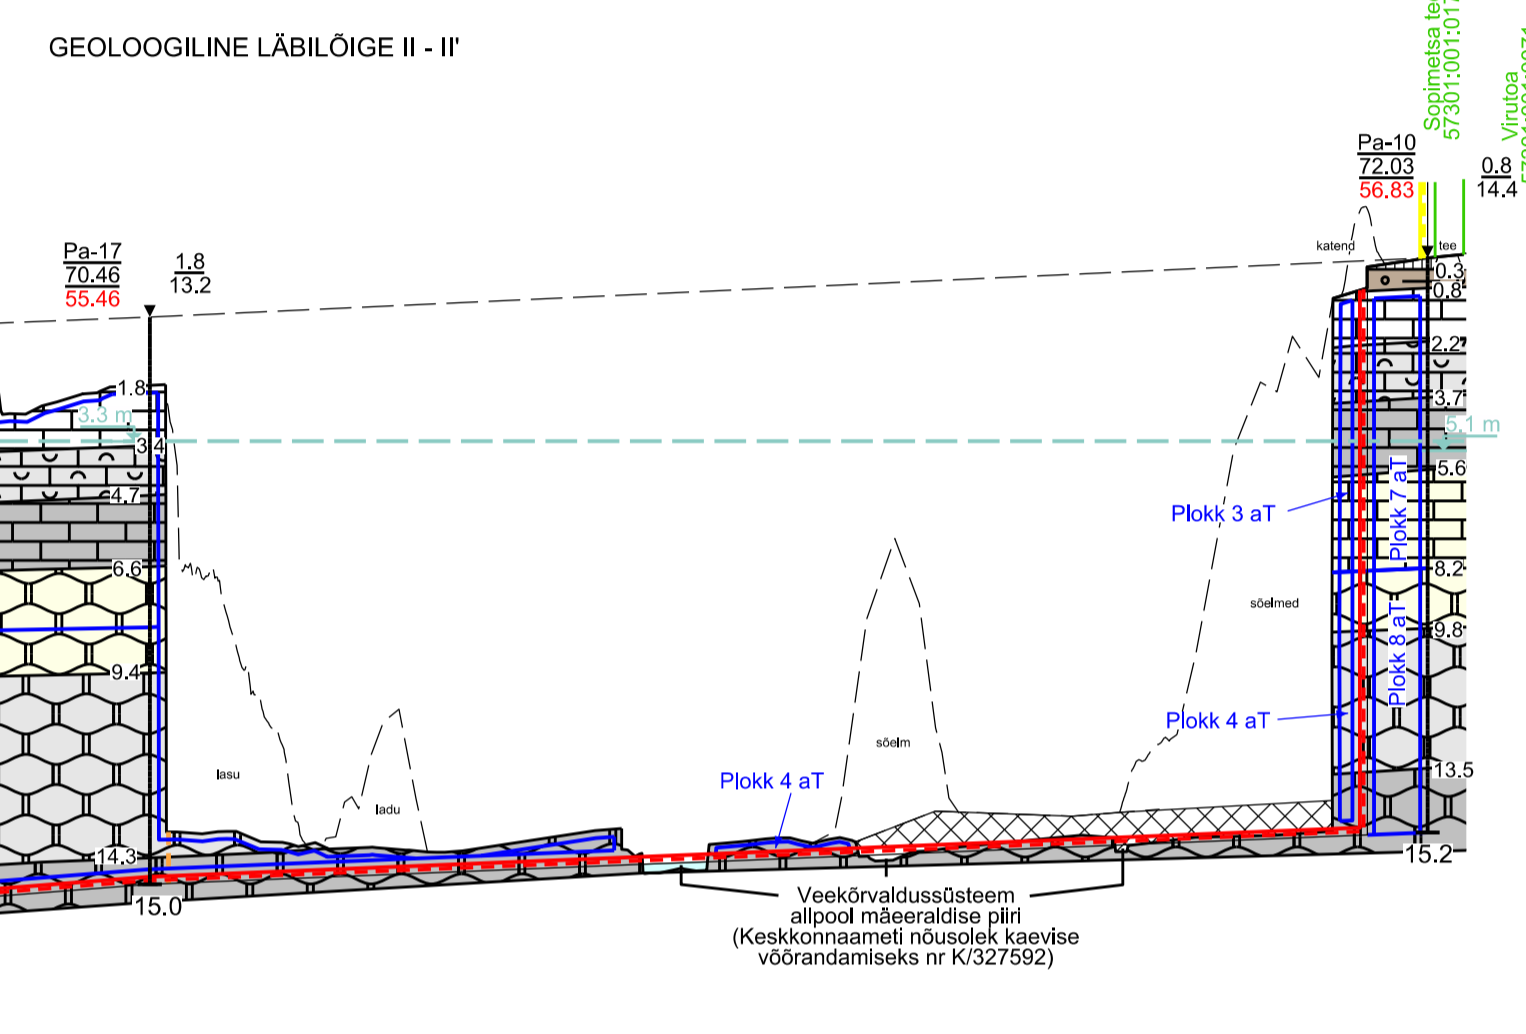 GEOLOOGILINE LÄBILÕIGE II - II'
Sopimetsa tee
57301:001:017
Virutoa
Pa-10
72.03
56.83
0.8
14.4
Pa-17
70.46
55.46
1.8
13.2
katend
tee
0.3
0.8
2.2
3.7
5.1 m
5.6
8.2
9.8
13.5
15.2
1.8
3.3 m
3.4
4.7
6.6
9.4
14.3
15.0
Plokk 3 aT
Plokk 7 aT
Plokk 8 aT
Plokk 4 aT
sõelmed
sõelm
lasu
ladu
Plokk 4 aT
Veekõrvaldussüsteem
allpool mäeeraldise piiri
(Keskkonnaameti nõusolek kaevise
võõrandamiseks nr K/327592)